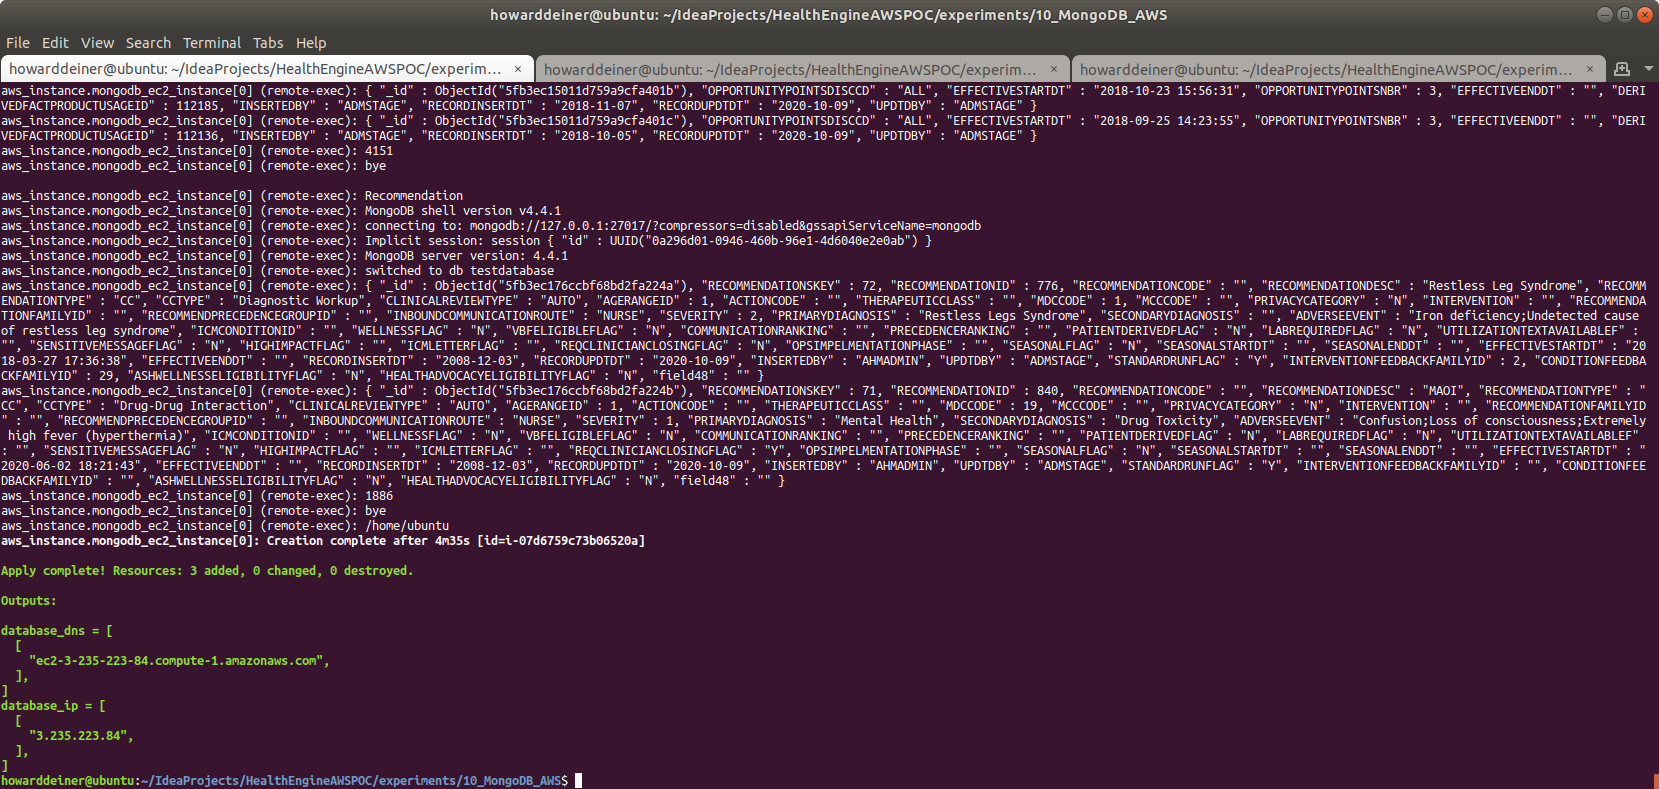 howarddeiner@ubuntu: ~/IdeaProjects/HealthEngineAWSPOC/experiments/10_MongoDB_AWS
File Edit View Search Terminal Tabs Help
howarddeiner@ubuntu: ~/IdeaProjects/HealthEngineAWSPOC/experim... × howarddeiner@ubuntu: ~/IdeaProjects/HealthEngineAWSPOC/experim... × howarddeiner@ubuntu: ~/IdeaProjects/HealthEngineAWSPOC/experim... ×
aws_instance.mongodb_ec2_instance[0] (remote-exec): { "_id" : ObjectId("5fb3ec15011d759a9cfa401b"), "OPPORTUNITYPOINTSDISCCD" : "ALL", "EFFECTIVESTARTDT" : "2018-10-23 15:56:31", "OPPORTUNITYPOINTSNBR" : 3, "EFFECTIVEENDDT" : "", "DERI
VEDFACTPRODUCTUSAGEID" : 112185, "INSERTEDBY" : "ADMSTAGE", "RECORDINSERTDT" : "2018-11-07", "RECORDUPDTDT" : "2020-10-09", "UPDTDBY" : "ADMSTAGE" }
aws_instance.mongodb_ec2_instance[0] (remote-exec): { "_id" : ObjectId("5fb3ec15011d759a9cfa401c"), "OPPORTUNITYPOINTSDISCCD" : "ALL", "EFFECTIVESTARTDT" : "2018-09-25 14:23:55", "OPPORTUNITYPOINTSNBR" : 3, "EFFECTIVEENDDT" : "", "DERI
VEDFACTPRODUCTUSAGEID" : 112136, "INSERTEDBY" : "ADMSTAGE", "RECORDINSERTDT" : "2018-10-05", "RECORDUPDTDT" : "2020-10-09", "UPDTDBY" : "ADMSTAGE" }
aws_instance.mongodb_ec2_instance[0] (remote-exec): 4151
aws_instance.mongodb_ec2_instance[0] (remote-exec): bye
aws_instance.mongodb_ec2_instance[0] (remote-exec): Recommendation
aws_instance.mongodb_ec2_instance[0] (remote-exec): MongoDB shell version v4.4.1
aws_instance.mongodb_ec2_instance[0] (remote-exec): connecting to: mongodb://127.0.0.1:27017/?compressors=disabled&gssapiServiceName=mongodb
aws_instance.mongodb_ec2_instance[0] (remote-exec): Implicit session: session { "id" : UUID("0a296d01-0946-460b-96e1-4d6040e2e0ab") }
aws_instance.mongodb_ec2_instance[0] (remote-exec): MongoDB server version: 4.4.1
aws_instance.mongodb_ec2_instance[0] (remote-exec): switched to db testdatabase
aws_instance.mongodb_ec2_instance[0] (remote-exec): { "_id" : ObjectId("5fb3ec176ccbf68bd2fa224a"), "RECOMMENDATIONSKEY" : 72, "RECOMMENDATIONID" : 776, "RECOMMENDATIONCODE" : "", "RECOMMENDATIONDESC" : "Restless Leg Syndrome", "RECOMM
ENDATIONTYPE" : "CC", "CCTYPE" : "Diagnostic Workup", "CLINICALREVIEWTYPE" : "AUTO", "AGERANGEID" : 1, "ACTIONCODE" : "", "THERAPEUTICCLASS" : "", "MDCCODE" : 1, "MCCCODE" : "", "PRIVACYCATEGORY" : "N", "INTERVENTION" : "", "RECOMMENDA
TIONFAMILYID" : "", "RECOMMENDPRECEDENCEGROUPID" : "", "INBOUNDCOMMUNICATIONROUTE" : "NURSE", "SEVERITY" : 2, "PRIMARYDIAGNOSIS" : "Restless Legs Syndrome", "SECONDARYDIAGNOSIS" : "", "ADVERSEEVENT" : "Iron deficiency;Undetected cause
of restless leg syndrome", "ICMCONDITIONID" : "", "WELLNESSFLAG" : "N", "VBFELIGIBLEFLAG" : "N", "COMMUNICATIONRANKING" : "", "PRECEDENCERANKING" : "", "PATIENTDERIVEDFLAG" : "N", "LABREQUIREDFLAG" : "N", "UTILIZATIONTEXTAVAILABLEF" :
"", "SENSITIVEMESSAGEFLAG" : "N", "HIGHIMPACTFLAG" : "", "ICMLETTERFLAG" : "", "REQCLINICIANCLOSINGFLAG" : "N", "OPSIMPELMENTATIONPHASE" : "", "SEASONALFLAG" : "N", "SEASONALSTARTDT" : "", "SEASONALENDDT" : "", "EFFECTIVESTARTDT" : "20
18-03-27 17:36:38", "EFFECTIVEENDDT" : "", "RECORDINSERTDT" : "2008-12-03", "RECORDUPDTDT" : "2020-10-09", "INSERTEDBY" : "AHMADMIN", "UPDTDBY" : "ADMSTAGE", "STANDARDRUNFLAG" : "Y", "INTERVENTIONFEEDBACKFAMILYID" : 2, "CONDITIONFEEDBA
CKFAMILYID" : 29, "ASHWELLNESSELIGIBILITYFLAG" : "N", "HEALTHADVOCACYELIGIBILITYFLAG" : "N", "field48" : "" }
aws_instance.mongodb_ec2_instance[0] (remote-exec): { "_id" : ObjectId("5fb3ec176ccbf68bd2fa224b"), "RECOMMENDATIONSKEY" : 71, "RECOMMENDATIONID" : 840, "RECOMMENDATIONCODE" : "", "RECOMMENDATIONDESC" : "MAOI", "RECOMMENDATIONTYPE" : "
CC", "CCTYPE" : "Drug-Drug Interaction", "CLINICALREVIEWTYPE" : "AUTO", "AGERANGEID" : 1, "ACTIONCODE" : "", "THERAPEUTICCLASS" : "", "MDCCODE" : 19, "MCCCODE" : "", "PRIVACYCATEGORY" : "N", "INTERVENTION" : "", "RECOMMENDATIONFAMILYID
" : "", "RECOMMENDPRECEDENCEGROUPID" : "", "INBOUNDCOMMUNICATIONROUTE" : "NURSE", "SEVERITY" : 1, "PRIMARYDIAGNOSIS" : "Mental Health", "SECONDARYDIAGNOSIS" : "Drug Toxicity", "ADVERSEEVENT" : "Confusion;Loss of consciousness;Extremely
high fever (hyperthermia)", "ICMCONDITIONID" : "", "WELLNESSFLAG" : "N", "VBFELIGIBLEFLAG" : "N", "COMMUNICATIONRANKING" : "", "PRECEDENCERANKING" : "", "PATIENTDERIVEDFLAG" : "N", "LABREQUIREDFLAG" : "N", "UTILIZATIONTEXTAVAILABLEF"
: "", "SENSITIVEMESSAGEFLAG" : "N", "HIGHIMPACTFLAG" : "", "ICMLETTERFLAG" : "", "REQCLINICIANCLOSINGFLAG" : "Y", "OPSIMPELMENTATIONPHASE" : "", "SEASONALFLAG" : "N", "SEASONALSTARTDT" : "", "SEASONALENDDT" : "", "EFFECTIVESTARTDT" : "
2020-06-02 18:21:43", "EFFECTIVEENDDT" : "", "RECORDINSERTDT" : "2008-12-03", "RECORDUPDTDT" : "2020-10-09", "INSERTEDBY" : "AHMADMIN", "UPDTDBY" : "ADMSTAGE", "STANDARDRUNFLAG" : "Y", "INTERVENTIONFEEDBACKFAMILYID" : "", "CONDITIONFEE
DBACKFAMILYID" : "", "ASHWELLNESSELIGIBILITYFLAG" : "N", "HEALTHADVOCACYELIGIBILITYFLAG" : "N", "field48" : "" }
aws_instance.mongodb_ec2_instance[0] (remote-exec): 1886
aws_instance.mongodb_ec2_instance[0] (remote-exec): bye
aws_instance.mongodb_ec2_instance[0] (remote-exec): /home/ubuntu
aws_instance.mongodb_ec2_instance[0]: Creation complete after 4m35s [id=i-07d6759c73b06520a]
Apply complete! Resources: 3 added, 0 changed, 0 destroyed.
Outputs:
database_dns = [
[
"ec2-3-235-223-84.compute-1.amazonaws.com",
],
]
database_ip = [
[
"3.235.223.84",
],
]
howarddeiner@ubuntu:~/IdeaProjects/HealthEngineAWSPOC/experiments/10_MongoDB_AWS$